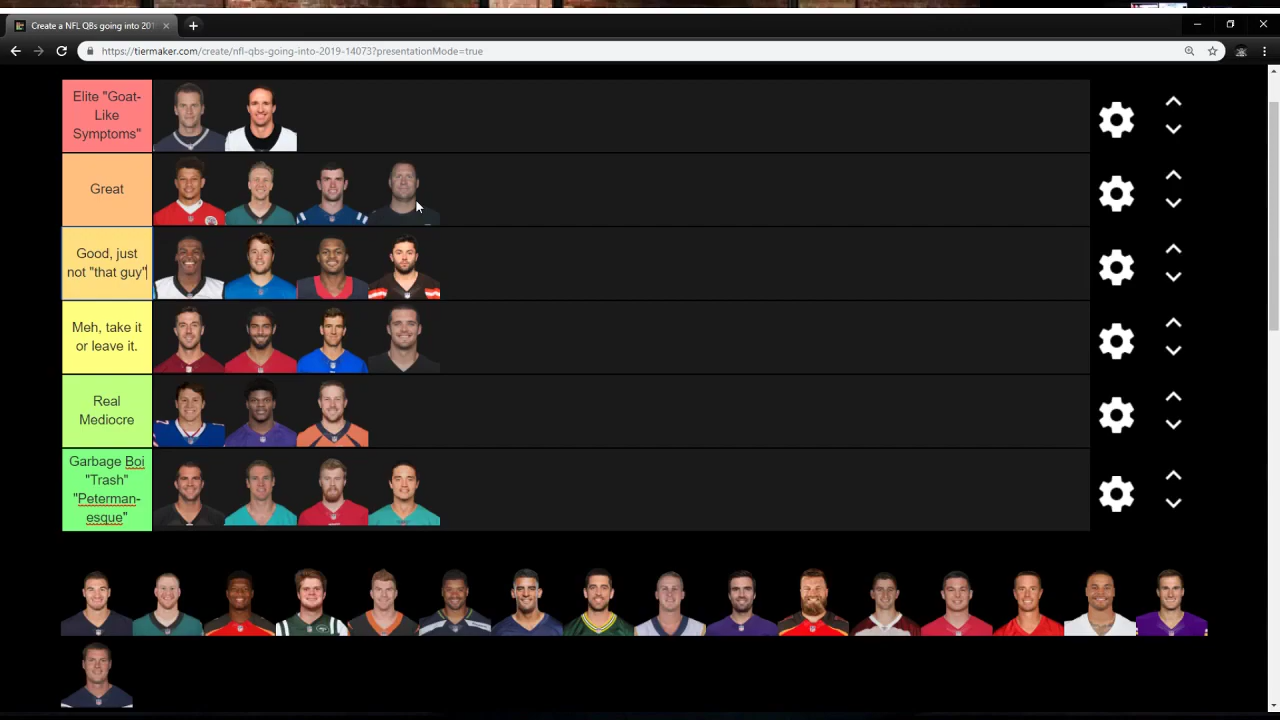 Create a NFL QBs going into 201
https://tiermaker.com/create/nfl-qbs-going-into-2019-14073?presentationMode=true
Elite "Goat-
Like
Symptoms"
Great
Good, just
not "that guy"
Meh, take it
or leave it.
Real
Mediocre
Garbage Boi
"Trash"
"Peterman-
esque"